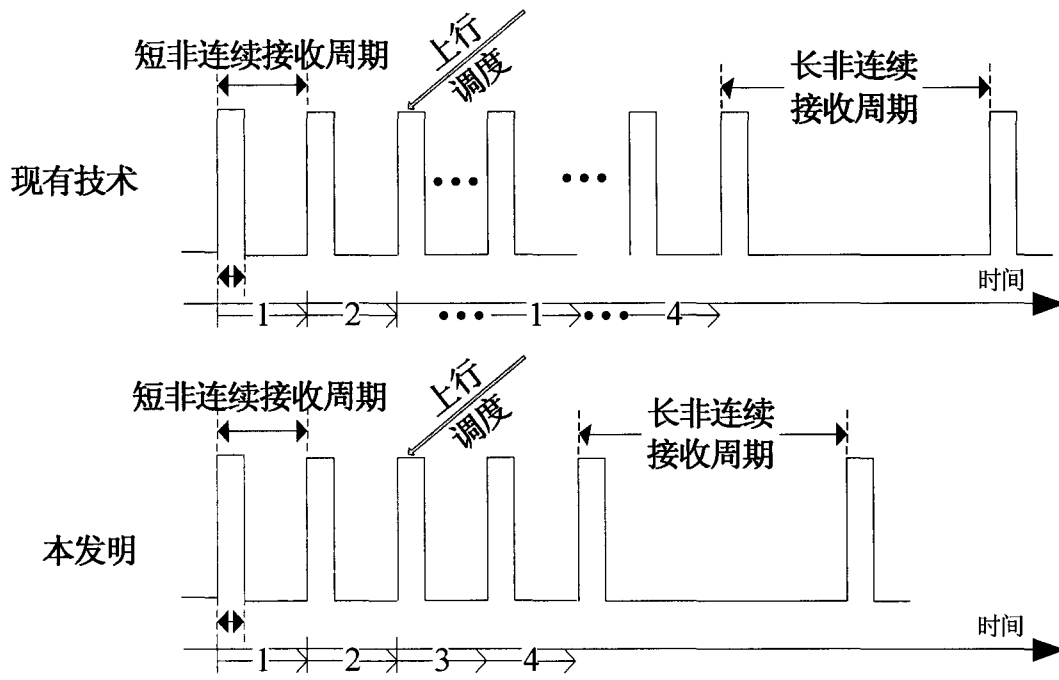 短非连续接收周期
上行
调度
长非连续
接收周期
现有技术
•••
•••
时间
1
2
•••
1
•••
4
短非连续接收周期
上行
调度
长非连续
接收周期
本发明
时间
1
2
3
4